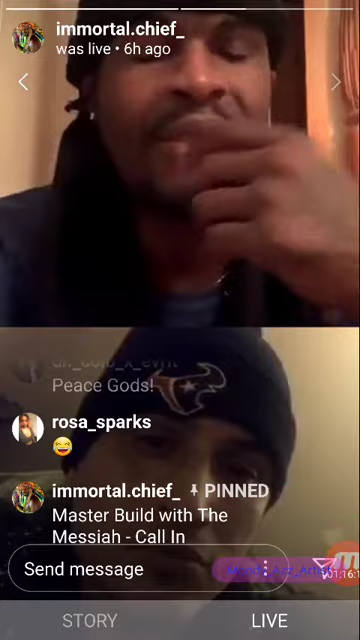 immortal.chief_
was live • 6h ago
Peace Gods!
rosa_sparks
immortal.chief_ PINNED
Master Build with The
Messiah - Call In
Send message
STORY LIVE